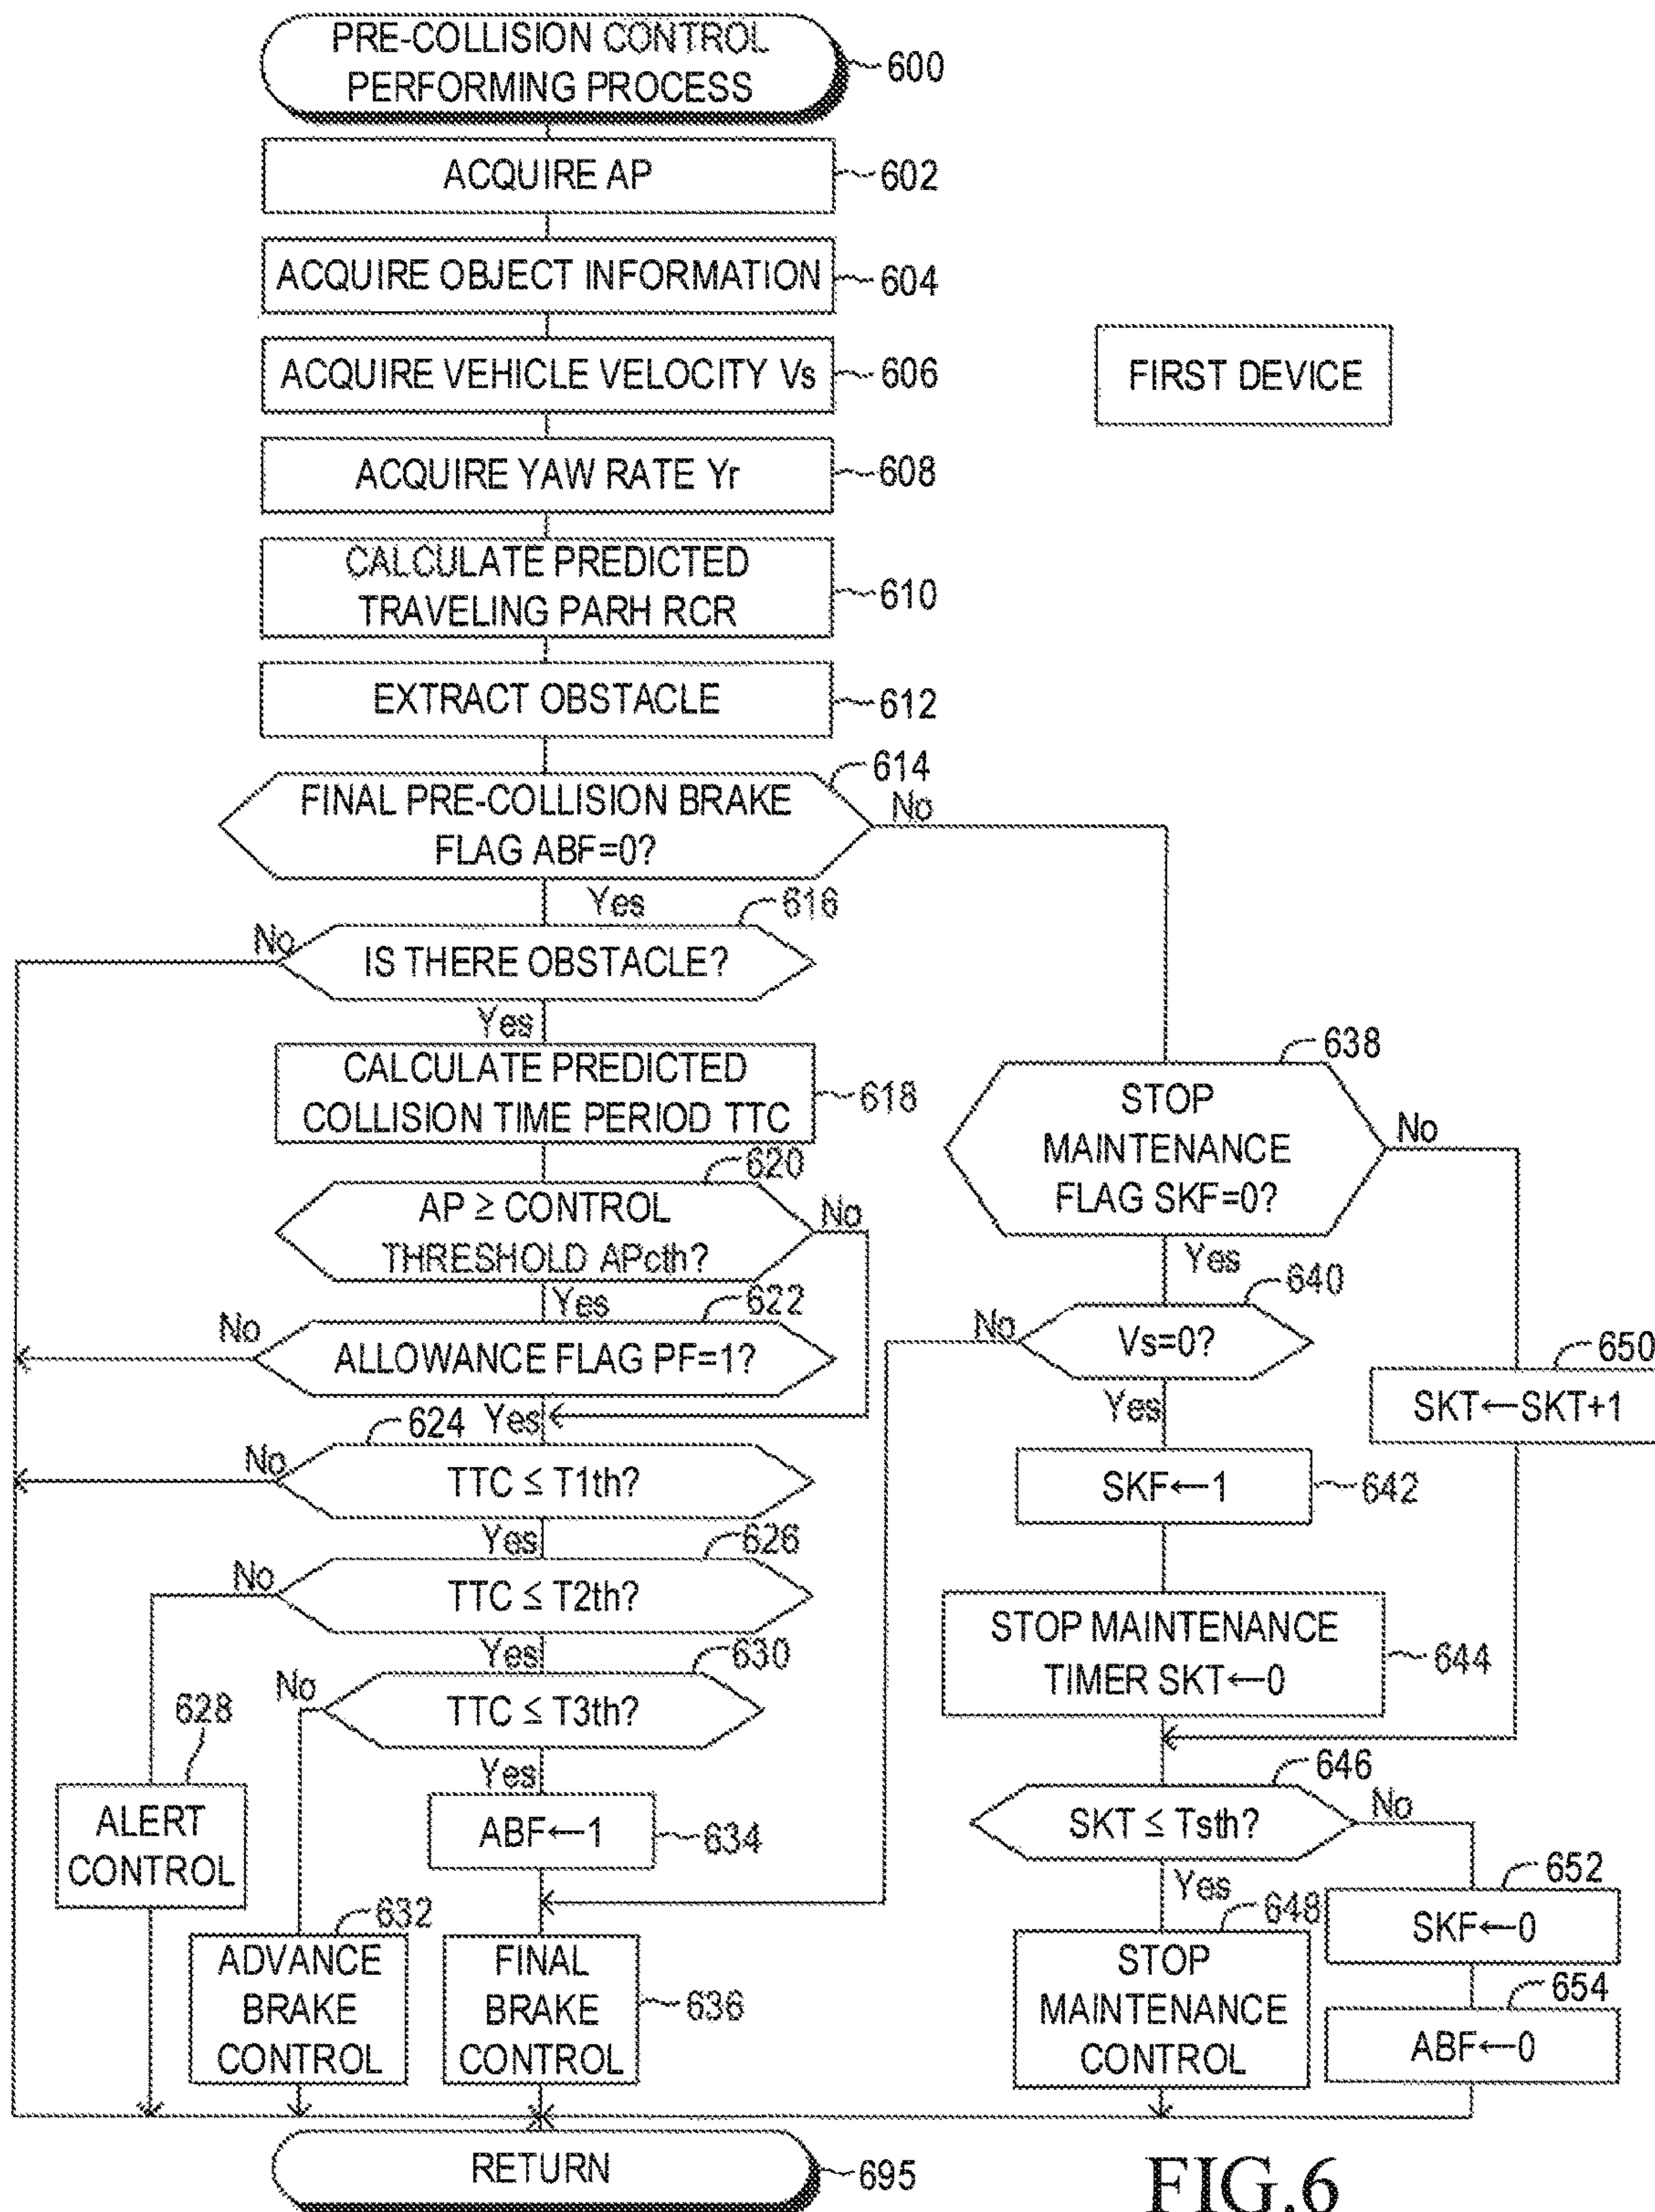 PRE-COLLISION CONTROL
PERFORMING PROCESS
600
ACQUIRE AP
602
ACQUIRE OBJECT INFORMATION
604
ACQUIRE VEHICLE VELOCITY Vs
606
FIRST DEVICE
ACQUIRE YAW RATE Yr
608
CALCULATE PREDICTED
TRAVELING PARH RCR
610
EXTRACT OBSTACLE
612
614
FINAL PRE-COLLISION BRAKE
FLAG ABF=0?
No
Yes
616
No
IS THERE OBSTACLE?
Yes
CALCULATE PREDICTED
COLLISION TIME PERIOD TTC
618
620
AP ≥ CONTROL
THRESHOLD APcth?
No
Yes
622
No
ALLOWANCE FLAG PF=1?
Yes
624
No
TTC ≤ T1th?
Yes
626
No
TTC ≤ T2th?
Yes
630
No
TTC ≤ T3th?
Yes
628
ALERT
CONTROL
ABF←1
634
632
ADVANCE
BRAKE
CONTROL
FINAL
BRAKE
CONTROL
636
638
STOP
MAINTENANCE
FLAG SKF=0?
No
Yes
640
No
Vs=0?
Yes
650
SKT←SKT+1
SKF←1
642
STOP MAINTENANCE
TIMER SKT←0
644
646
SKT ≤ Tsth?
No
Yes
648
STOP
MAINTENANCE
CONTROL
652
SKF←0
654
ABF←0
RETURN
695
FIG.6